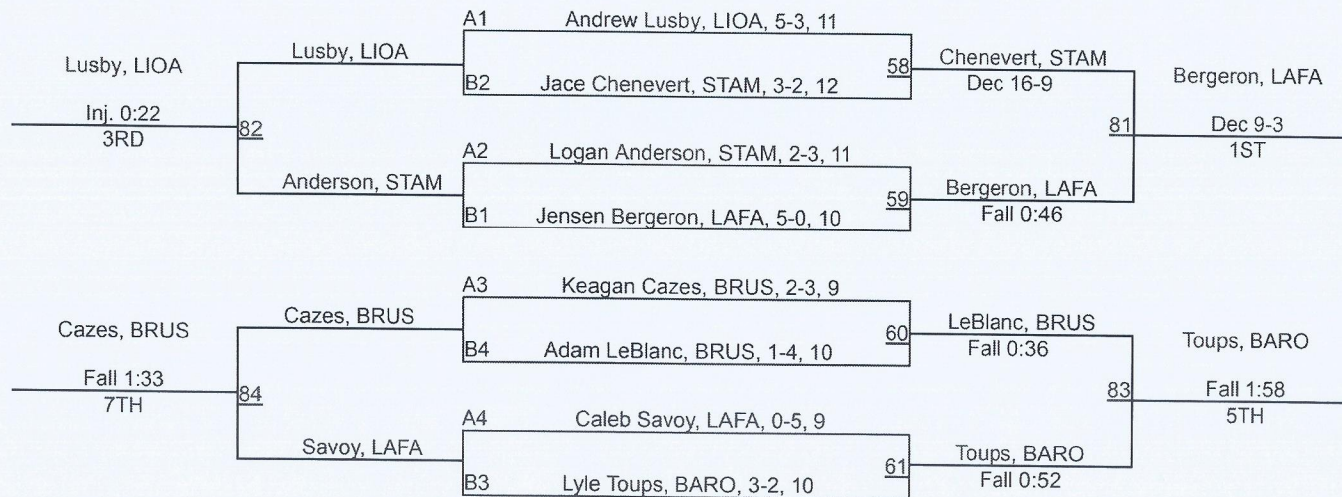 A1 Andrew Lusby, LIOA, 5-3, 11
Lusby, LIOA
Lusby, LIOA
58 Chenevert, STAM
Bergeron, LAFA
B2 Jace Chenevert, STAM, 3-2, 12
Dec 16-9
Inj. 0:22
82
81
Dec 9-3
3RD
1ST
A2 Logan Anderson, STAM, 2-3, 11
Anderson, STAM
59 Bergeron, LAFA
B1 Jensen Bergeron, LAFA, 5-0, 10
Fall 0:46
A3 Keagan Cazes, BRUS, 2-3, 9
Cazes, BRUS
Cazes, BRUS
60 LeBlanc, BRUS
Toups, BARO
B4 Adam LeBlanc, BRUS, 1-4, 10
Fall 0:36
Fall 1:33
84
83
Fall 1:58
7TH
5TH
A4 Caleb Savoy, LAFA, 0-5, 9
Savoy, LAFA
61 Toups, BARO
B3 Lyle Toups, BARO, 3-2, 10
Fall 0:52